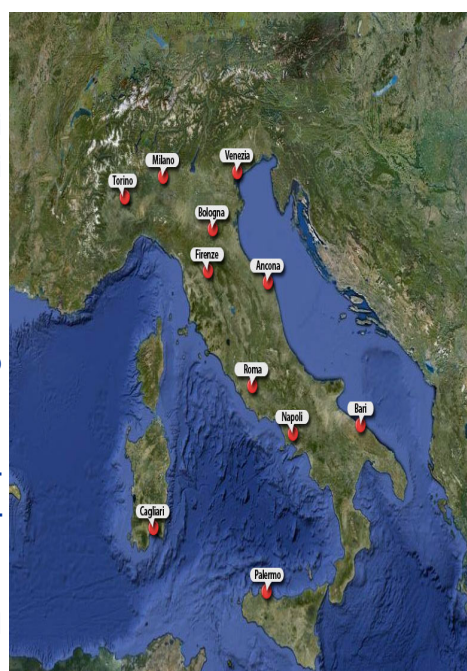 Venezia
Milano
Torino
Bologna
Firenze
Ancona
Roma
Bari
Napoli
Cagliari
Palermo